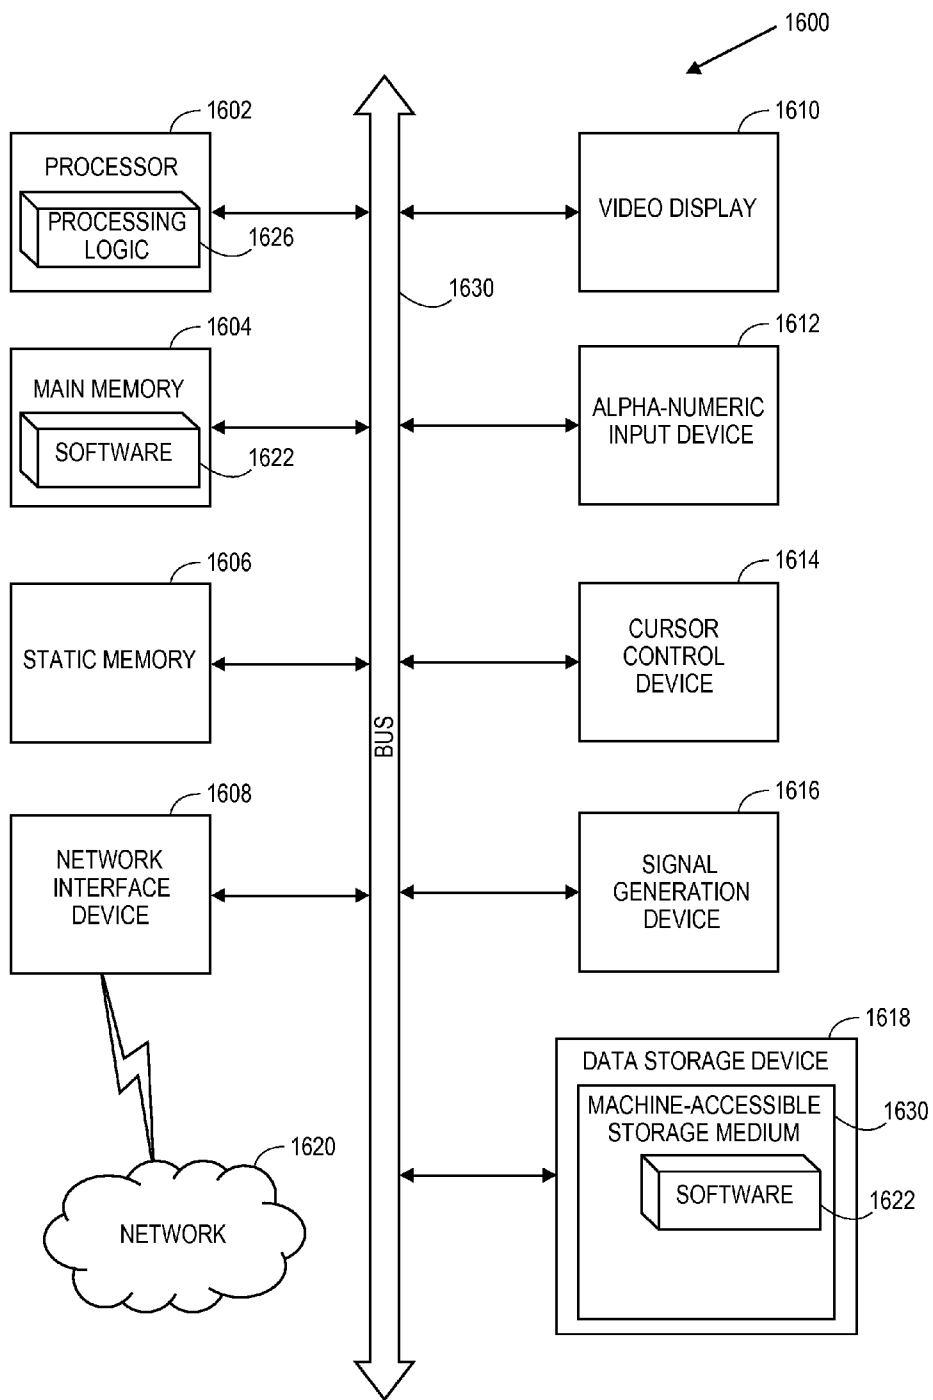 1600
1602
PROCESSOR
PROCESSING
LOGIC
1626
1610
VIDEO DISPLAY
1630
1604
MAIN MEMORY
SOFTWARE
1622
1612
ALPHA-NUMERIC
INPUT DEVICE
1606
STATIC MEMORY
1614
CURSOR
CONTROL
DEVICE
BUS
1608
NETWORK
INTERFACE
DEVICE
1616
SIGNAL
GENERATION
DEVICE
1618
DATA STORAGE DEVICE
MACHINE-ACCESSIBLE
STORAGE MEDIUM
1630
SOFTWARE
1622
1620
NETWORK